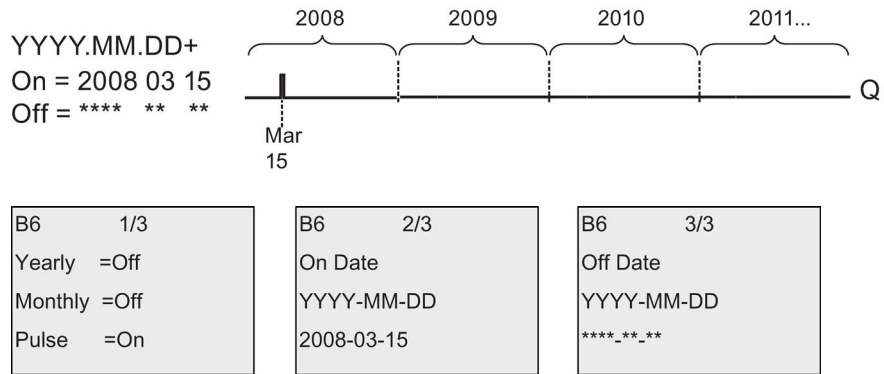 2008 2009 2010 2011...
YYYY.MM.DD+
On = 2008 03 15
Off = **** ** **
Q
Mar
15
B6 1/3
Yearly =Off
Monthly =Off
Pulse =On
B6 2/3
On Date
YYYY-MM-DD
2008-03-15
B6 3/3
Off Date
YYYY-MM-DD
****-**-**